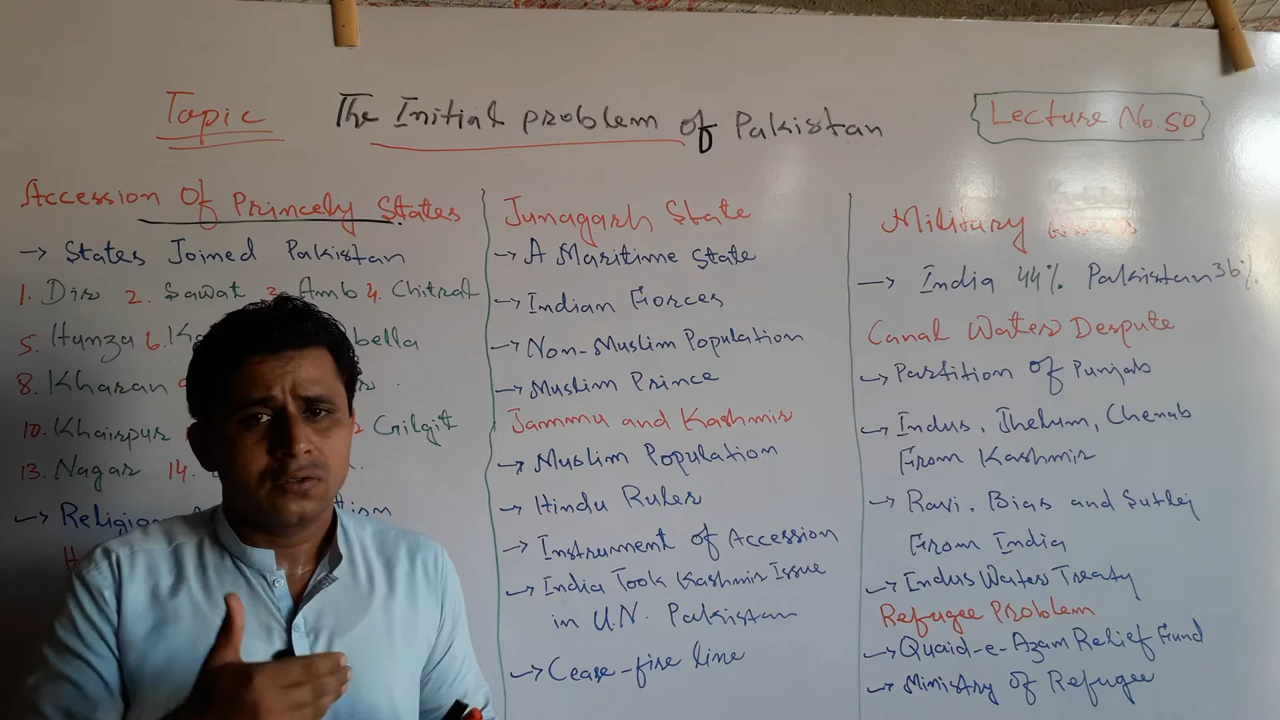 Topic The Initial problem of Pakistan
Lecture No. 50
Accession Of Princely States
→ States Joined Pakistan
1. Dir 2. Sawat 3. Amb 4. Chitral
5. Hunza 6. bella
8. Kharan
10. Khairpur Gilgit
13. Nagar 14.
→ Religion
Junagarh State
→ A Maritime State
→ Indian Forces
→ Non-Muslim Population
→ Muslim Prince
Jammu and Kashmir
→ Muslim Population
→ Hindu Ruler
→ Instrument of Accession
→ India Took Kashmir Issue
in U.N. Pakistan
→ Cease-fire line
Military
→ India 44% Pakistan 36%
Canal Water Despute
→ Partition of Punjab
→ Indus, Jhelum, Chenab
From Kashmir
→ Ravi, Bias and Sutlej
From India
→ Indus Water Treaty
Refugee Problem
→ Quaid-e-Azam Relief Fund
→ Ministry of Refugee